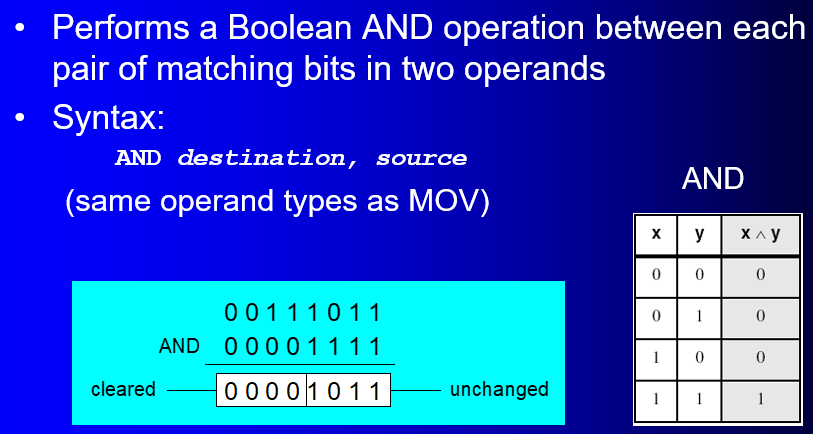 • Performs a Boolean AND operation between each
pair of matching bits in two operands
• Syntax:
AND destination, source
(same operand types as MOV)
0 0 1 1 1 0 1 1
AND 0 0 0 0 1 1 1 1
cleared 0 0 0 0 1 0 1 1 unchanged
AND
x y x ∧ y
0 0 0
0 1 0
1 0 0
1 1 1